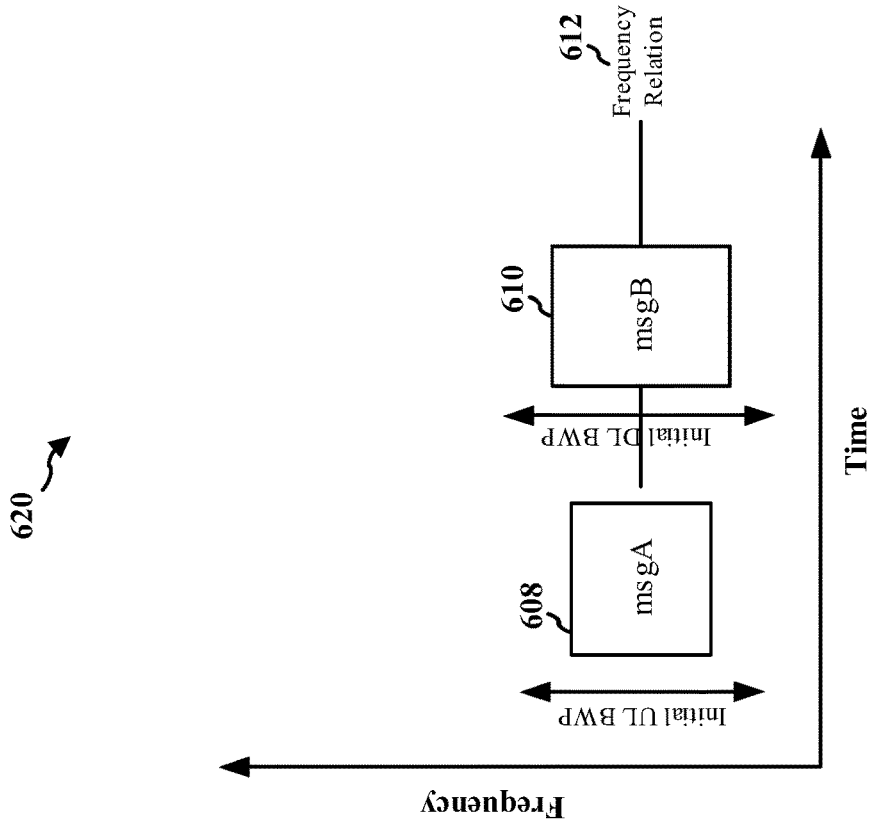 620
612
Frequency
Relation
610
msgB
Initial DL BWP
608
msgA
Initial UL BWP
Time
Frequency